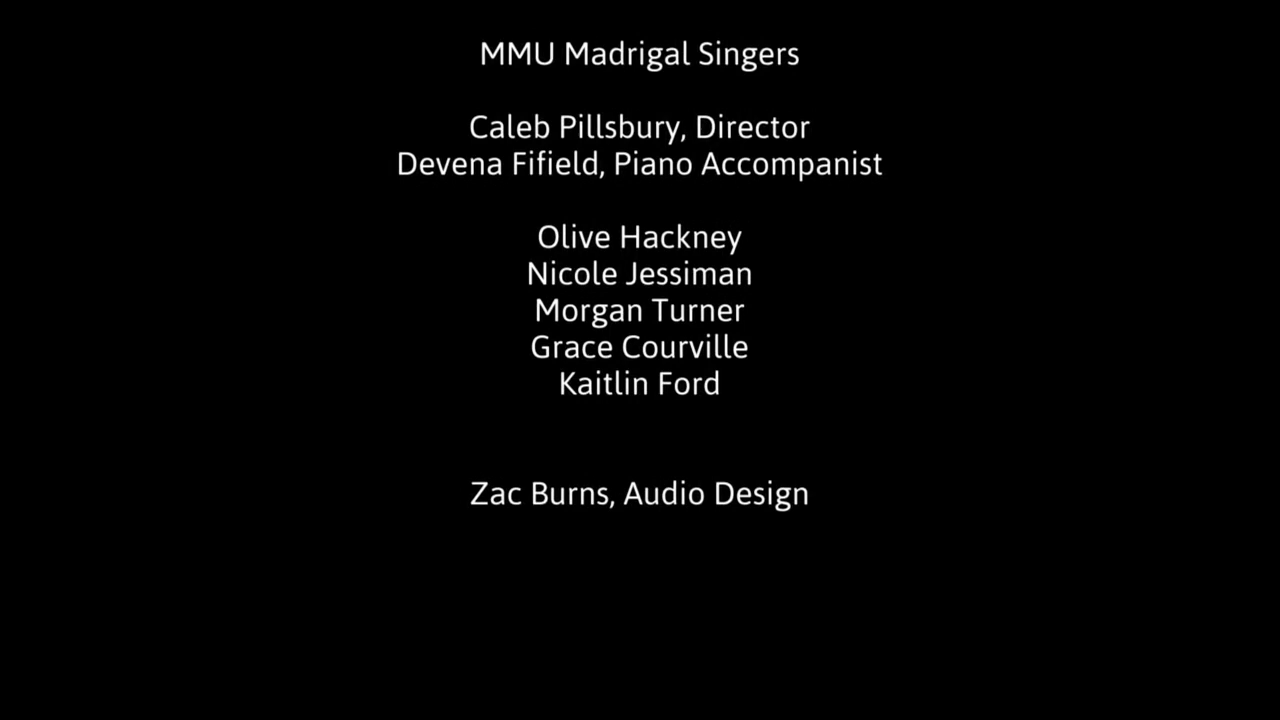 MMU Madrigal Singers
Caleb Pillsbury, Director
Devena Fifield, Piano Accompanist
Olive Hackney
Nicole Jessiman
Morgan Turner
Grace Courville
Kaitlin Ford
Zac Burns, Audio Design